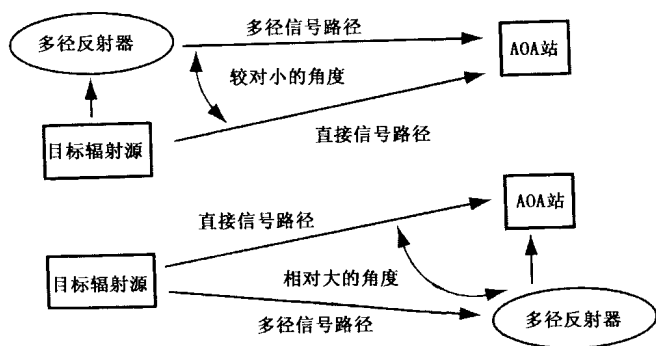 多径反射器
多径信号路径
AOA站
较对小的角度
目标辐射源
直接信号路径
直接信号路径
AOA站
目标辐射源
相对大的角度
多径信号路径
多径反射器